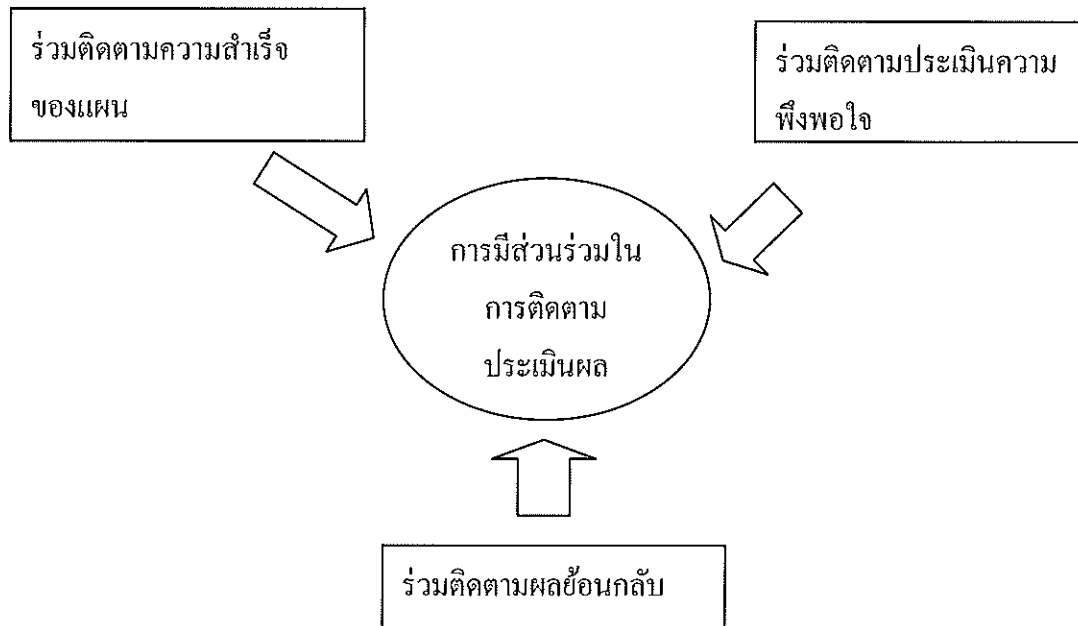 ร่วมติดตามความสำเร็จ
ของแผน
ร่วมติดตามประเมินความ
พึงพอใจ
การมีส่วนร่วมใน
การติดตาม
ประเมินผล
ร่วมติดตามผลย้อนกลับ